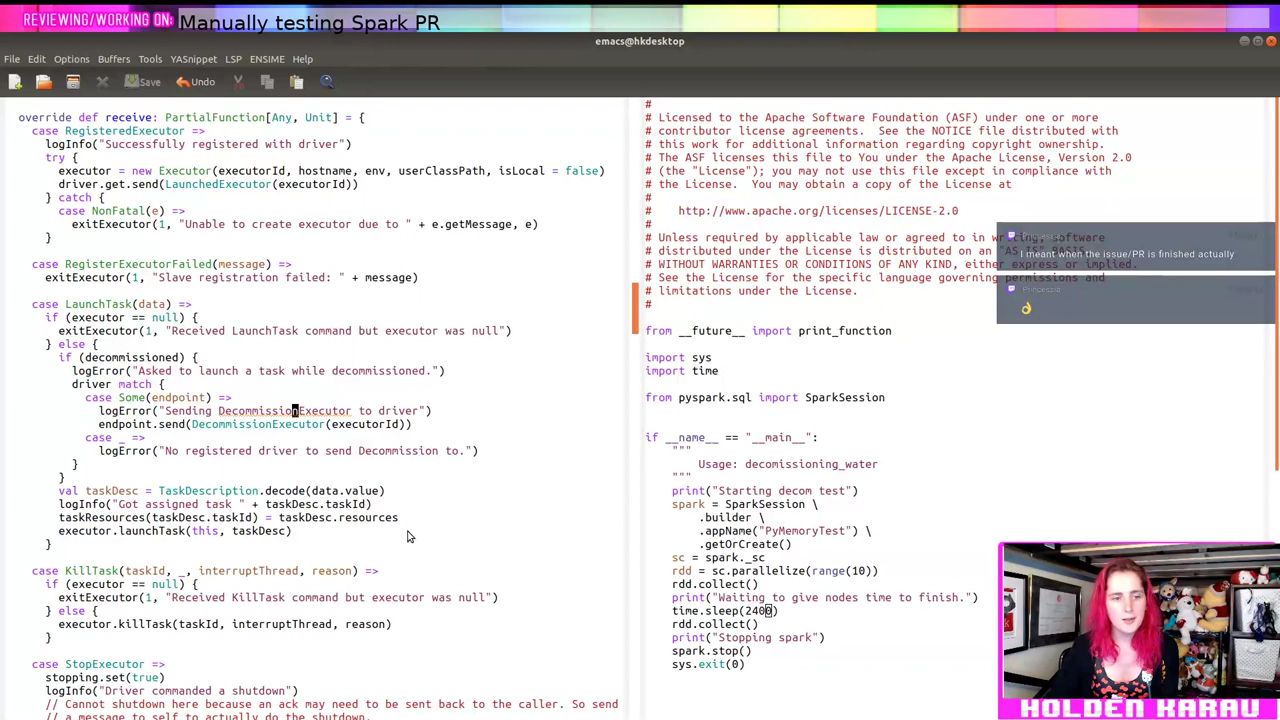 REVIEWING/WORKING ON: Manually testing Spark PR
emacs@hkdesktop
File Edit Options Buffers Tools YASnippet LSP ENSIME Help
Save Undo
override def receive: PartialFunction[Any, Unit] = {
case RegisteredExecutor =>
logInfo("Successfully registered with driver")
try {
executor = new Executor(executorId, hostname, env, userClassPath, isLocal = false)
driver.get.send(LaunchedExecutor(executorId))
} catch {
case NonFatal(e) =>
exitExecutor(1, "Unable to create executor due to " + e.getMessage, e)
}
case RegisterExecutorFailed(message) =>
exitExecutor(1, "Slave registration failed: " + message)
case LaunchTask(data) =>
if (executor == null) {
exitExecutor(1, "Received LaunchTask command but executor was null")
} else {
if (decommissioned) {
logError("Asked to launch a task while decommissioned.")
driver match {
case Some(endpoint) =>
logError("Sending DecommissionExecutor to driver")
endpoint.send(DecommissionExecutor(executorId))
case _ =>
logError("No registered driver to send Decommission to.")
}
}
val taskDesc = TaskDescription.decode(data.value)
logInfo("Got assigned task " + taskDesc.taskId)
taskResources(taskDesc.taskId) = taskDesc.resources
executor.launchTask(this, taskDesc)
}
case KillTask(taskId, _, interruptThread, reason) =>
if (executor == null) {
exitExecutor(1, "Received KillTask command but executor was null")
} else {
executor.killTask(taskId, interruptThread, reason)
}
case StopExecutor =>
stopping.set(true)
logInfo("Driver commanded a shutdown")
// Cannot shutdown here because an ack may need to be sent back to the caller. So send
// a message to self to actually do the shutdown.
#
# Licensed to the Apache Software Foundation (ASF) under one or more
# contributor license agreements. See the NOTICE file distributed with
# this work for additional information regarding copyright ownership.
# The ASF licenses this file to You under the Apache License, Version 2.0
# (the "License"); you may not use this file except in compliance with
# the License. You may obtain a copy of the License at
#
# http://www.apache.org/licenses/LICENSE-2.0
#
# Unless required by applicable law or agreed to in writing, software
# distributed under the License is distributed on an "AS IS" BASIS,
# WITHOUT WARRANTIES OR CONDITIONS OF ANY KIND, either express or implied.
# See the License for the specific language governing permissions and
# limitations under the License.
#
from __future__ import print_function
import sys
import time
from pyspark.sql import SparkSession
if __name__ == "__main__":
"""
Usage: decomissioning_water
"""
print("Starting decom test")
spark = SparkSession \
.builder \
.appName("PyMemoryTest") \
.getOrCreate()
sc = spark._sc
rdd = sc.parallelize(range(10))
rdd.collect()
print("Waiting to give nodes time to finish.")
time.sleep(2400)
rdd.collect()
print("Stopping spark")
spark.stop()
sys.exit(0)
I meant when the issue/PR is finished actually
👌
HOLDEN KARAU